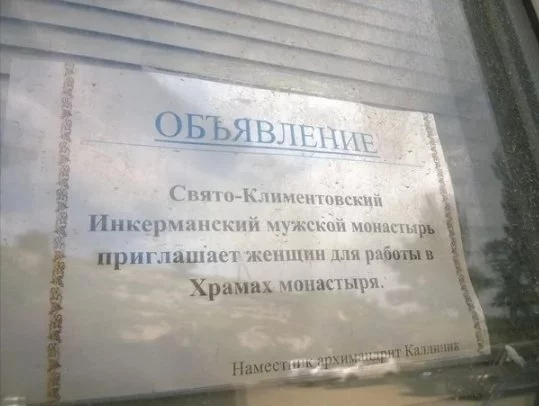 ОБЪЯВЛЕНИЕ
Свято-Климентовский
Инкерманский мужской монастырь
приглашает женщин для работы в
Храмах монастыря.
Наместник архимандрит Каллиник